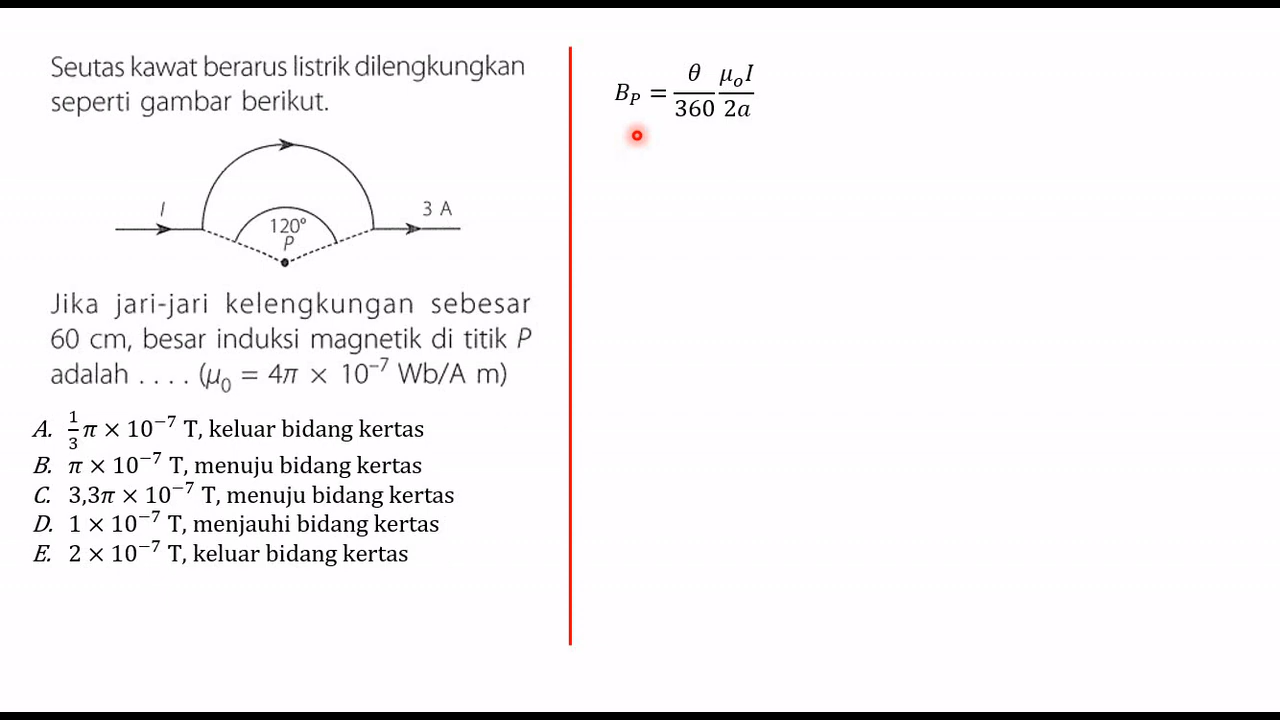 Seutas kawat berarus listrik dilengkungkan
seperti gambar berikut.
I
3 A
120°
P
Jika jari-jari kelengkungan sebesar
60 cm, besar induksi magnetik di titik P
adalah . . . . (μ₀ = 4π × 10⁻⁷ Wb/A m)
A. 1/3 π × 10⁻⁷ T, keluar bidang kertas
B. π × 10⁻⁷ T, menuju bidang kertas
C. 3,3π × 10⁻⁷ T, menuju bidang kertas
D. 1 × 10⁻⁷ T, menjauhi bidang kertas
E. 2 × 10⁻⁷ T, keluar bidang kertas
B_P = θ/360 μₒI/2a